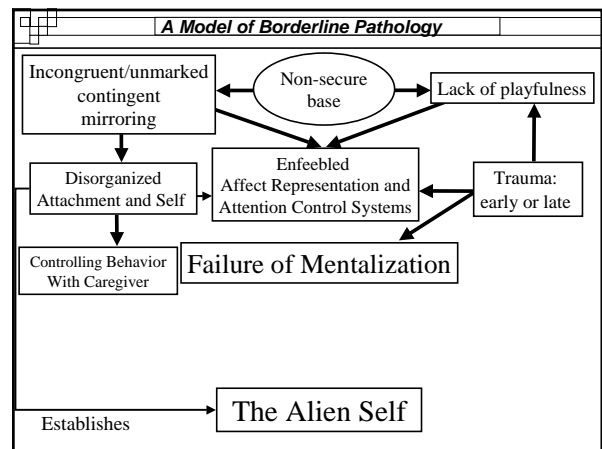 A Model of Borderline Pathology
Incongruent/unmarked
contingent
mirroring
Non-secure
base
Lack of playfulness
Disorganized
Attachment and Self
Enfeebled
Affect Representation and
Attention Control Systems
Trauma:
early or late
Controlling Behavior
With Caregiver
Failure of Mentalization
The Alien Self
Establishes